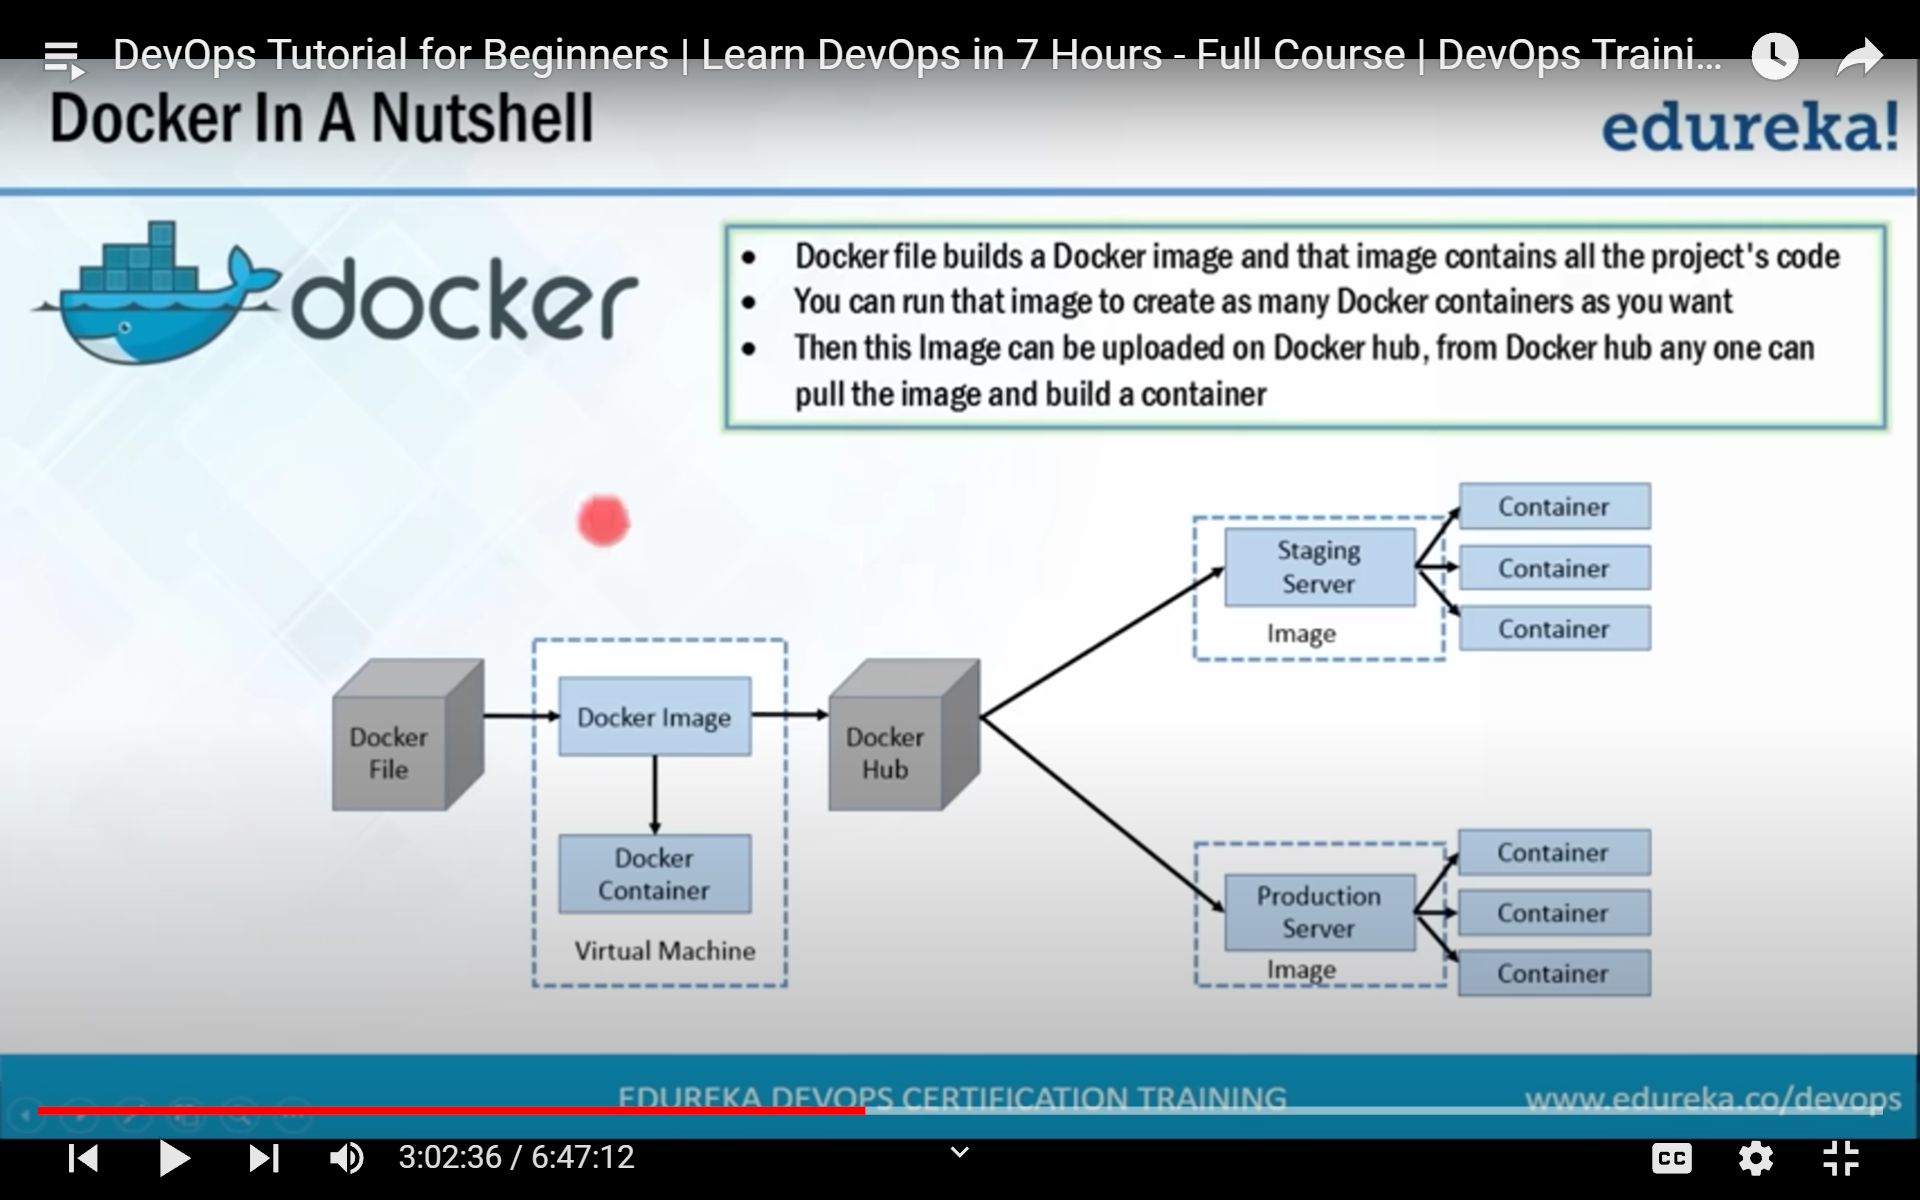 DevOps Tutorial for Beginners | Learn DevOps in 7 Hours - Full Course | DevOps Traini...
Docker In A Nutshell
edureka!
docker
• Docker file builds a Docker image and that image contains all the project's code
• You can run that image to create as many Docker containers as you want
• Then this Image can be uploaded on Docker hub, from Docker hub any one can
pull the image and build a container
Docker
File
Docker Image
Docker
Container
Virtual Machine
Docker
Hub
Staging
Server
Image
Container
Container
Container
Production
Server
Image
Container
Container
Container
EDUREKA DEVOPS CERTIFICATION TRAINING
www.edureka.co/devops
3:02:36 / 6:47:12
CC